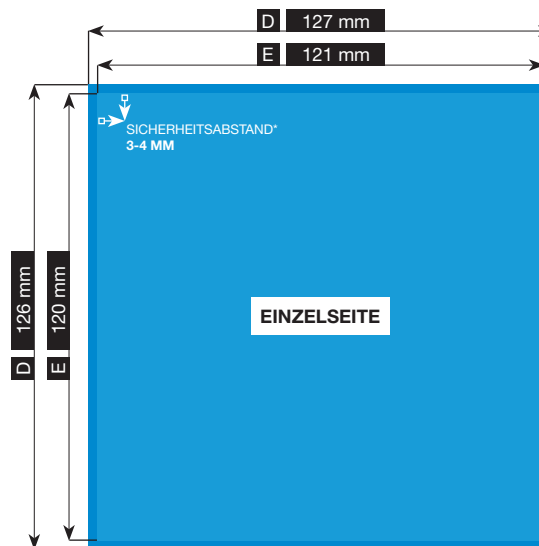 D 127 mm
E 121 mm
SICHERHEITSABSTAND*
3-4 MM
D 126 mm
E 120 mm
EINZELSEITE